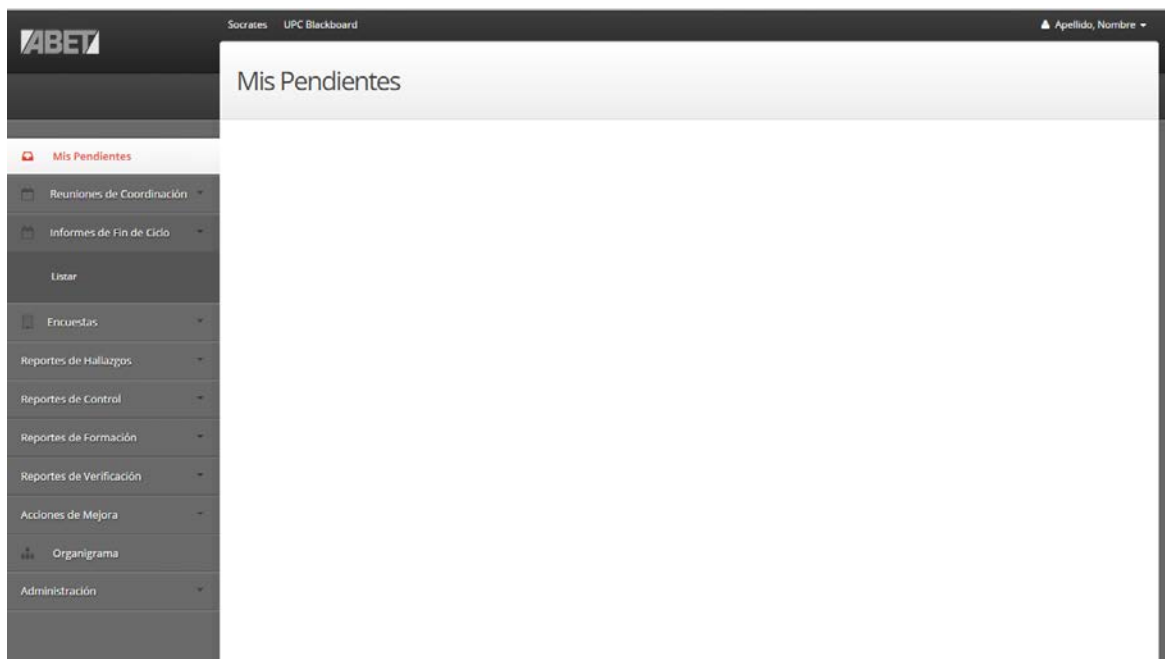 ABET
Socrates UPC Blackboard
Apellido, Nombre
Mis Pendientes
Mis Pendientes
Reuniones de Coordinación
Informes de Fin de Ciclo
Listar
Encuestas
Reportes de Hallazgos
Reportes de Control
Reportes de Formación
Reportes de Verificación
Acciones de Mejora
Organigrama
Administración